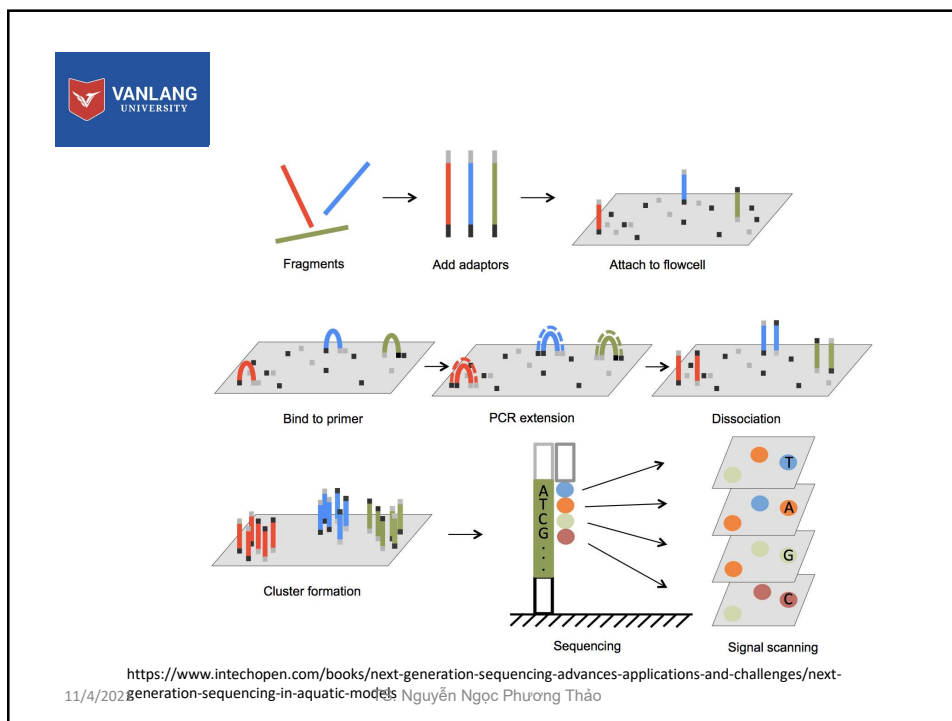 VANLANG
UNIVERSITY
Fragments
Add adaptors
Attach to flowcell
Bind to primer
PCR extension
Dissociation
A
T
C
G
.
.
.
T
A
G
C
Cluster formation
Sequencing
Signal scanning
https://www.intechopen.com/books/next-generation-sequencing-advances-applications-and-challenges/next-
generation-sequencing-in-aquatic-models
Nguyễn Ngọc Phương Thảo